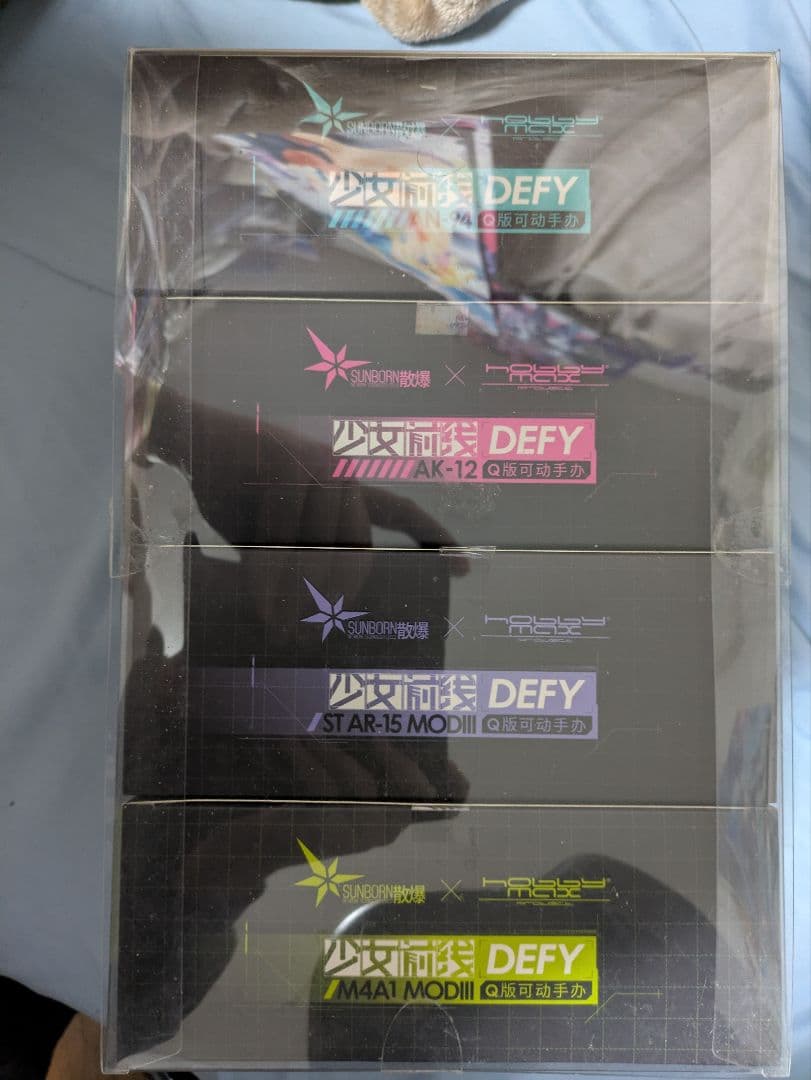 SUNBORN散爆 × hobby max
少女前线 DEFY
AN-94 Q版可动手办
SUNBORN散爆 × hobby max
少女前线 DEFY
AK-12 Q版可动手办
SUNBORN散爆 × hobby max
少女前线 DEFY
ST AR-15 MODIII Q版可动手办
SUNBORN散爆 × hobby max
少女前线 DEFY
M4A1 MODIII Q版可动手办